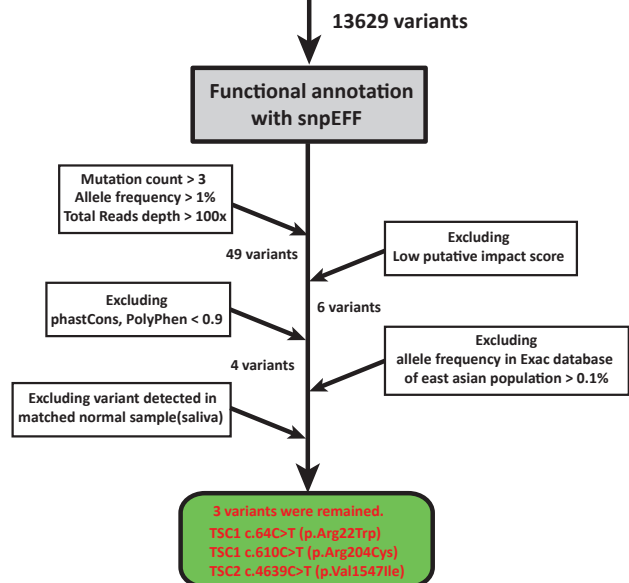 13629 variants
Functional annotation
with snpEFF
Mutation count > 3
Allele frequency > 1%
Total Reads depth > 100x
49 variants
Excluding
Low putative impact score
6 variants
Excluding
phastCons, PolyPhen < 0.9
4 variants
Excluding
allele frequency in Exac database
of east asian population > 0.1%
Excluding variant detected in
matched normal sample(saliva)
3 variants were remained.
TSC1 c.64C>T (p.Arg22Trp)
TSC1 c.610C>T (p.Arg204Cys)
TSC2 c.4639C>T (p.Val1547Ile)